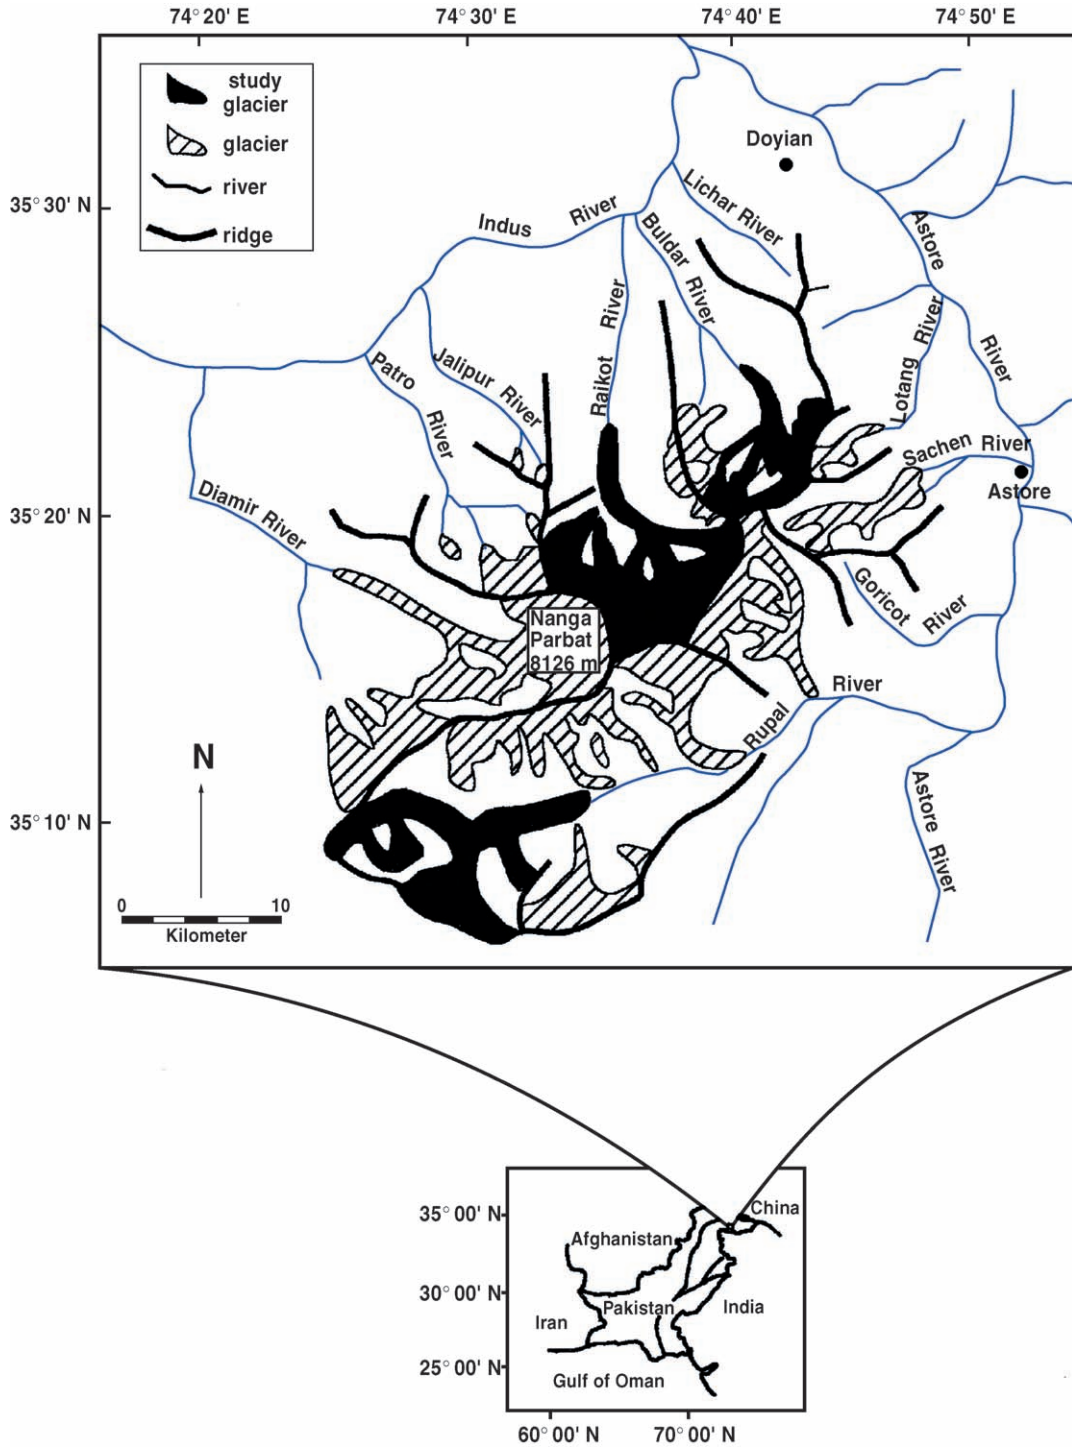 74° 20' E
74° 30' E
74° 40' E
74° 50' E
study
glacier
glacier
river
ridge
35° 30' N
35° 20' N
35° 10' N
Doyian
Indus River
Lichar River
Buldar River
Astore River
Raikot River
Patro River
Jalipur River
Lotang River
Sachen River
Astore
Diamir River
Goricot River
Nanga
Parbat
8126 m
Rupal River
Astore River
N
0 10
Kilometer
35° 00' N
30° 00' N
25° 00' N
China
Afghanistan
Pakistan
India
Iran
Gulf of Oman
60° 00' N
70° 00' N